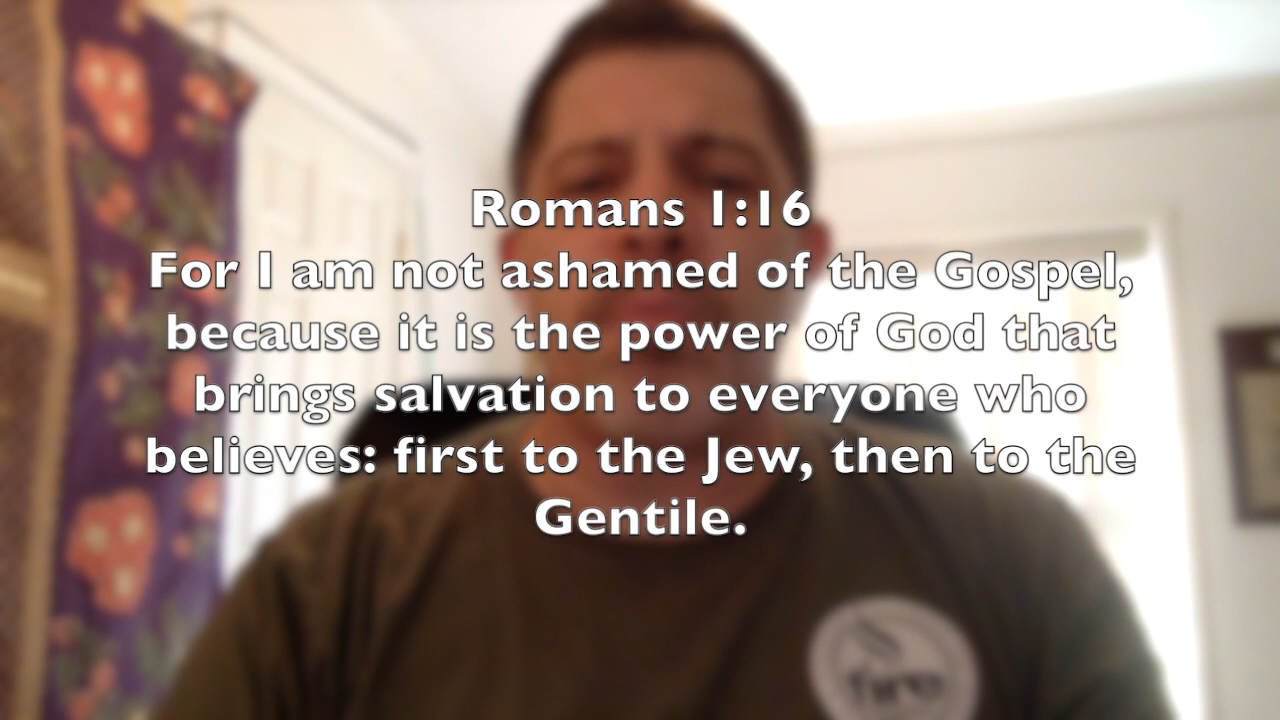 Romans 1:16
For I am not ashamed of the Gospel,
because it is the power of God that
brings salvation to everyone who
believes: first to the Jew, then to the
Gentile.
fire